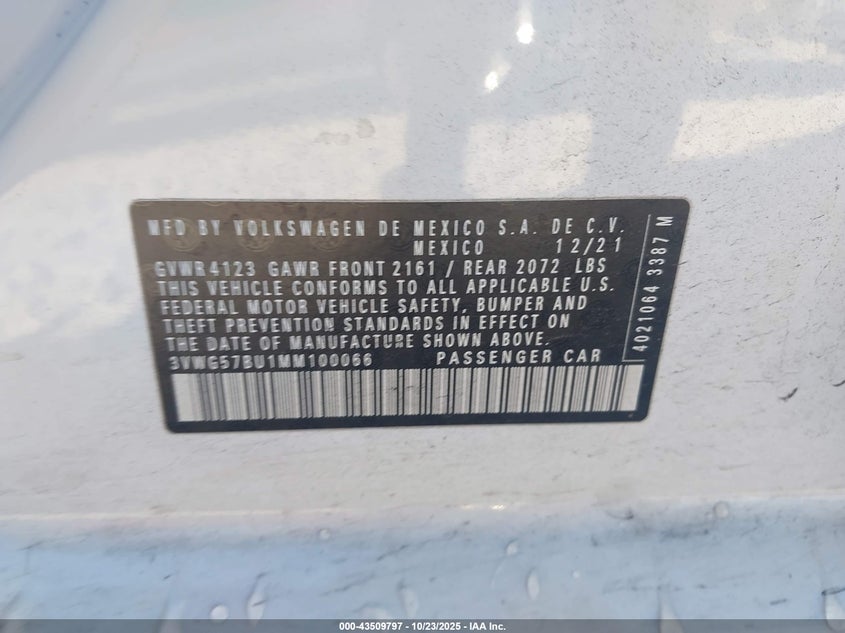 MFD BY VOLKSWAGEN DE MEXICO S.A. DE C.V.
MEXICO 12/21
GVWR 4123 GAWR FRONT 2161 / REAR 2072 LBS
THIS VEHICLE CONFORMS TO ALL APPLICABLE U.S.
FEDERAL MOTOR VEHICLE SAFETY, BUMPER AND
THEFT PREVENTION STANDARDS IN EFFECT ON
THE DATE OF MANUFACTURE SHOWN ABOVE.
3VWG57BU1MM100066 PASSENGER CAR
4021064 3387 M
000-43509797 - 10/23/2025 - IAA Inc.